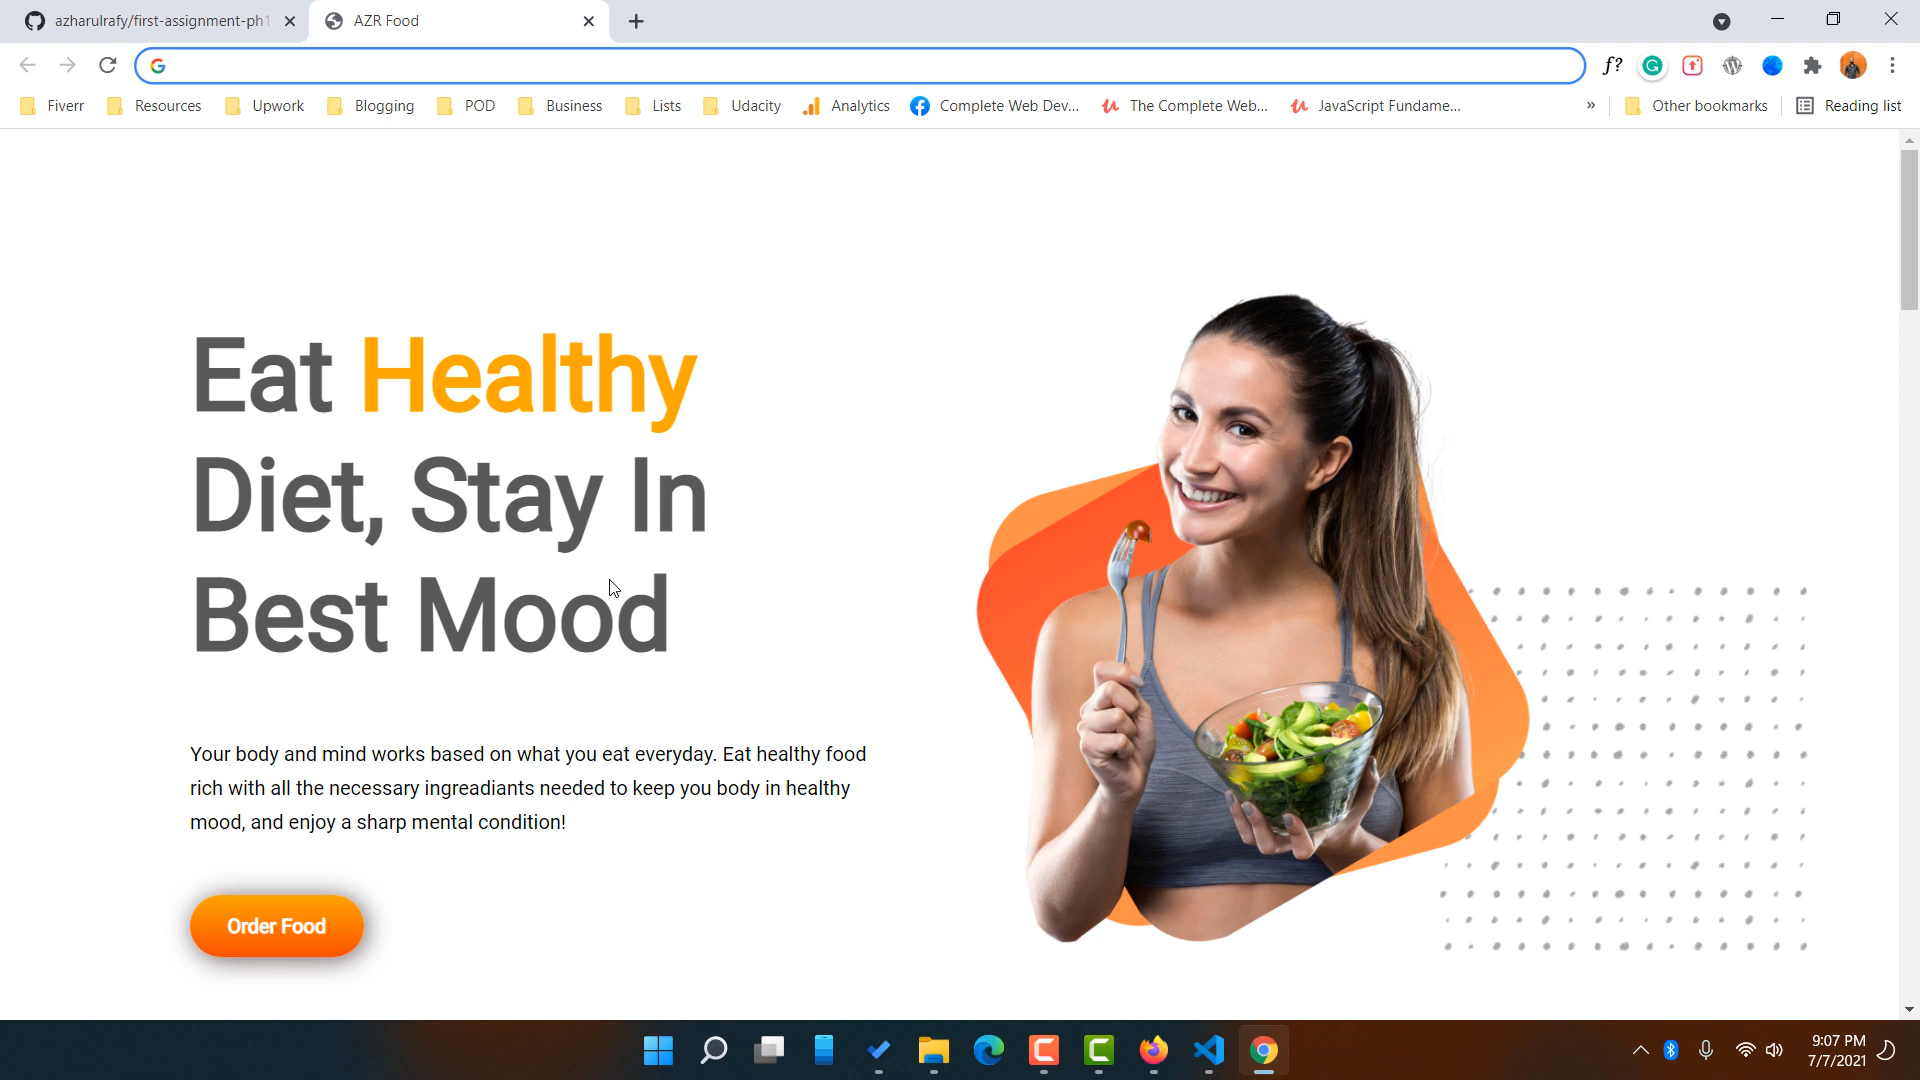 azharulrafy/first-assignment-ph1
AZR Food
f?
Fiverr
Resources
Upwork
Blogging
POD
Business
Lists
Udacity
Analytics
Complete Web Dev...
The Complete Web...
JavaScript Fundame...
»
Other bookmarks
Reading list
Eat Healthy
Diet, Stay In
Best Mood
Your body and mind works based on what you eat everyday. Eat healthy food
rich with all the necessary ingreadiants needed to keep you body in healthy
mood, and enjoy a sharp mental condition!
Order Food
9:07 PM
7/7/2021